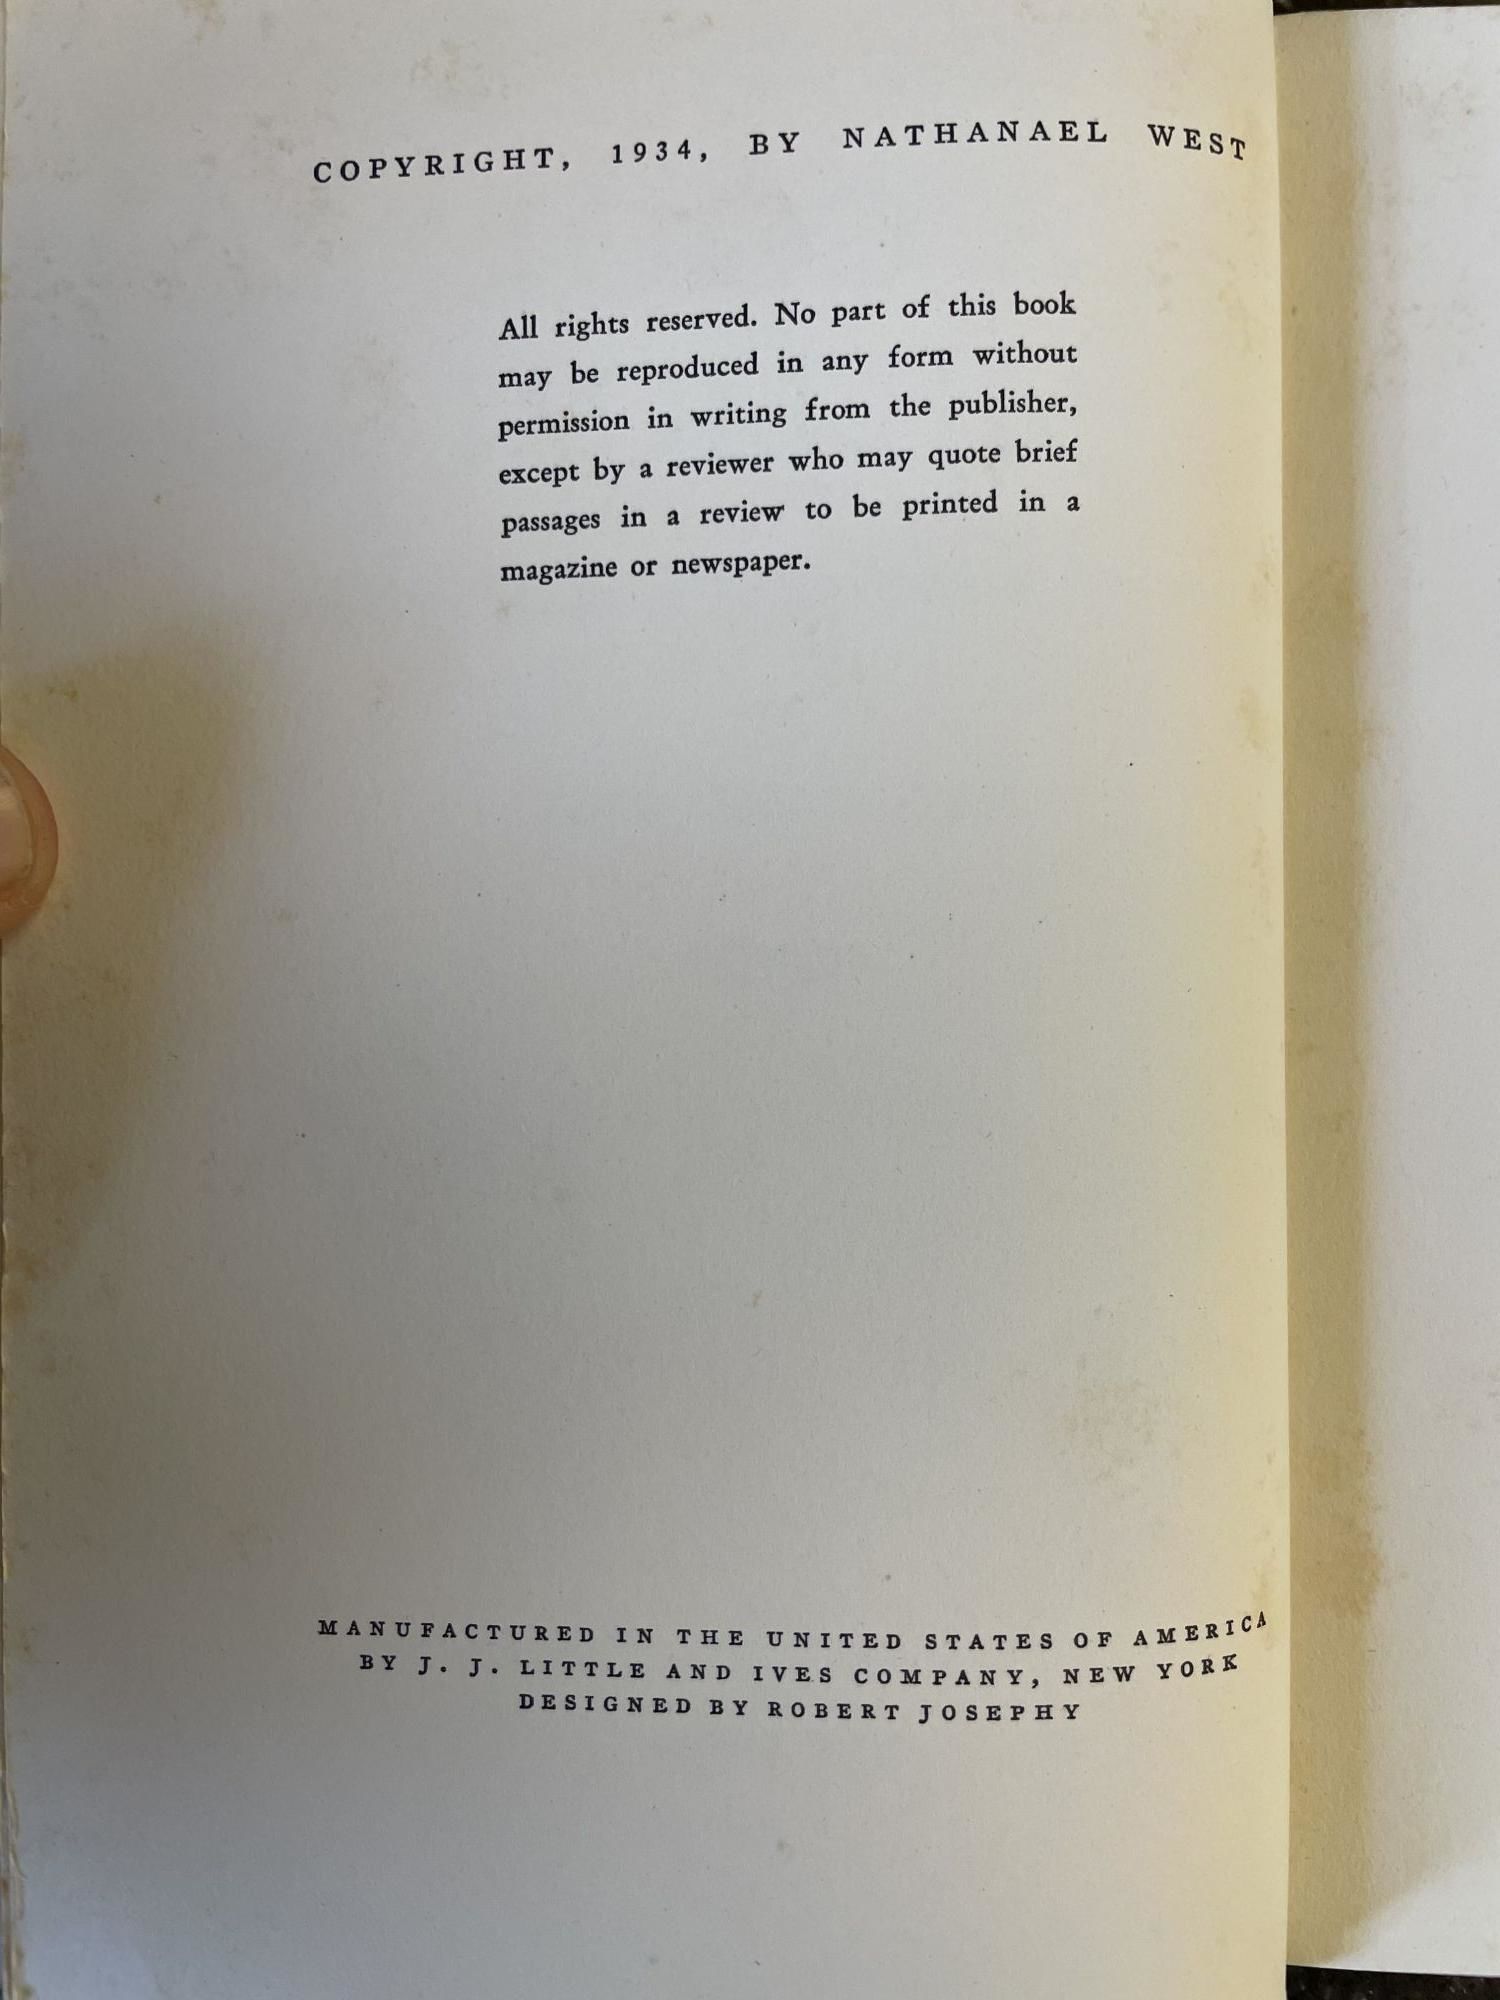 COPYRIGHT, 1934, BY NATHANAEL WEST
All rights reserved. No part of this book
may be reproduced in any form without
permission in writing from the publisher,
except by a reviewer who may quote brief
passages in a review to be printed in a
magazine or newspaper.
MANUFACTURED IN THE UNITED STATES OF AMERICA
BY J. J. LITTLE AND IVES COMPANY, NEW YORK
DESIGNED BY ROBERT JOSEPHY